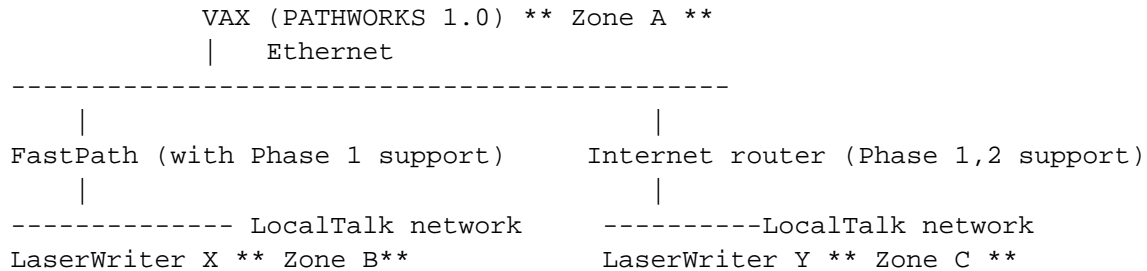 VAX (PATHWORKS 1.0) ** Zone A **
|   Ethernet
---------------------------------------------
|                                   |
FastPath (with Phase 1 support)     Internet router (Phase 1,2 support)
|                                   |
-------------- LocalTalk network     ----------LocalTalk network
LaserWriter X ** Zone B**            LaserWriter Y ** Zone C **